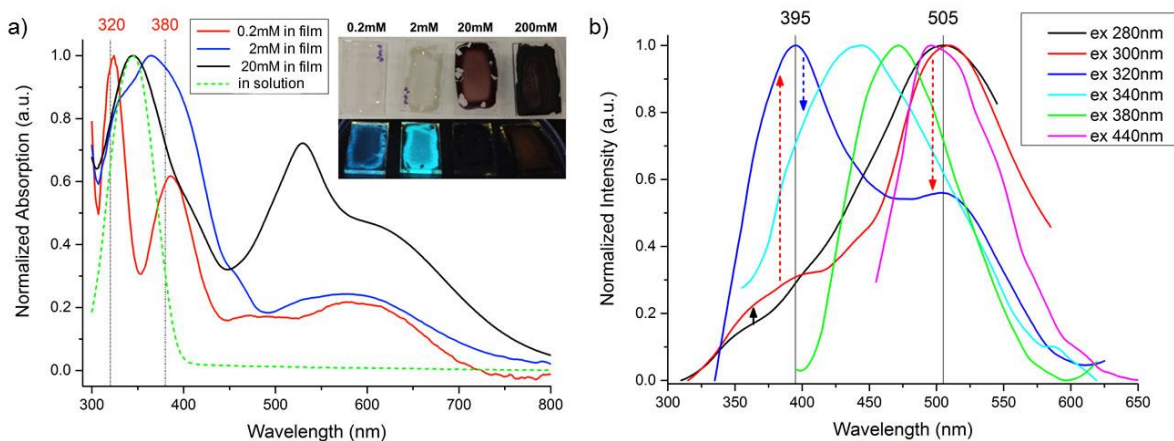 a)
320 380
0.2mM in film
2mM in film
20mM in film
in solution
0.2mM 2mM 20mM 200mM
Normalized Absorption (a.u.)
1.0
0.8
0.6
0.4
0.2
0.0
300 400 500 600 700 800
Wavelength (nm)
b)
395 505
ex 280nm
ex 300nm
ex 320nm
ex 340nm
ex 380nm
ex 440nm
Normalized Intensity (a.u.)
1.0
0.8
0.6
0.4
0.2
0.0
300 350 400 450 500 550 600 650
Wavelength (nm)